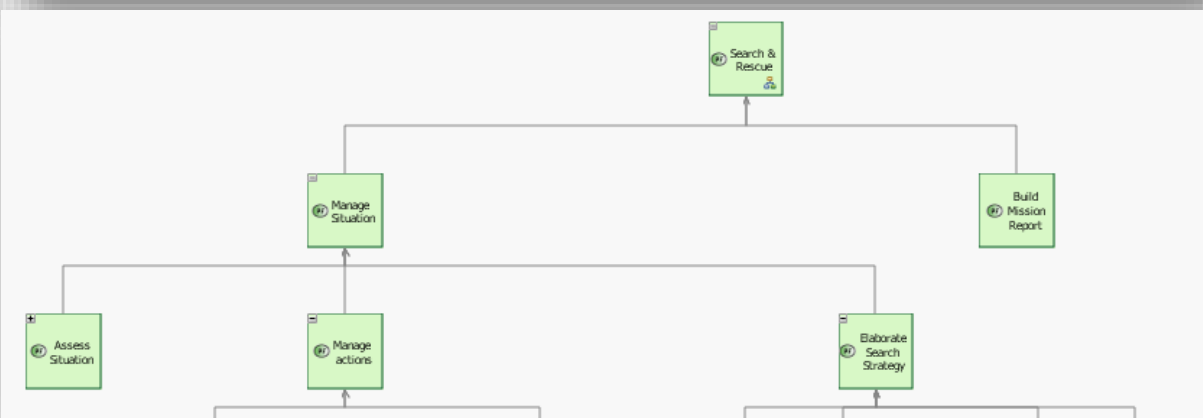 Search &
Rescue
Manage
Situation
Build
Mission
Report
Assess
Situation
Manage
actions
Elaborate
Search
Strategy